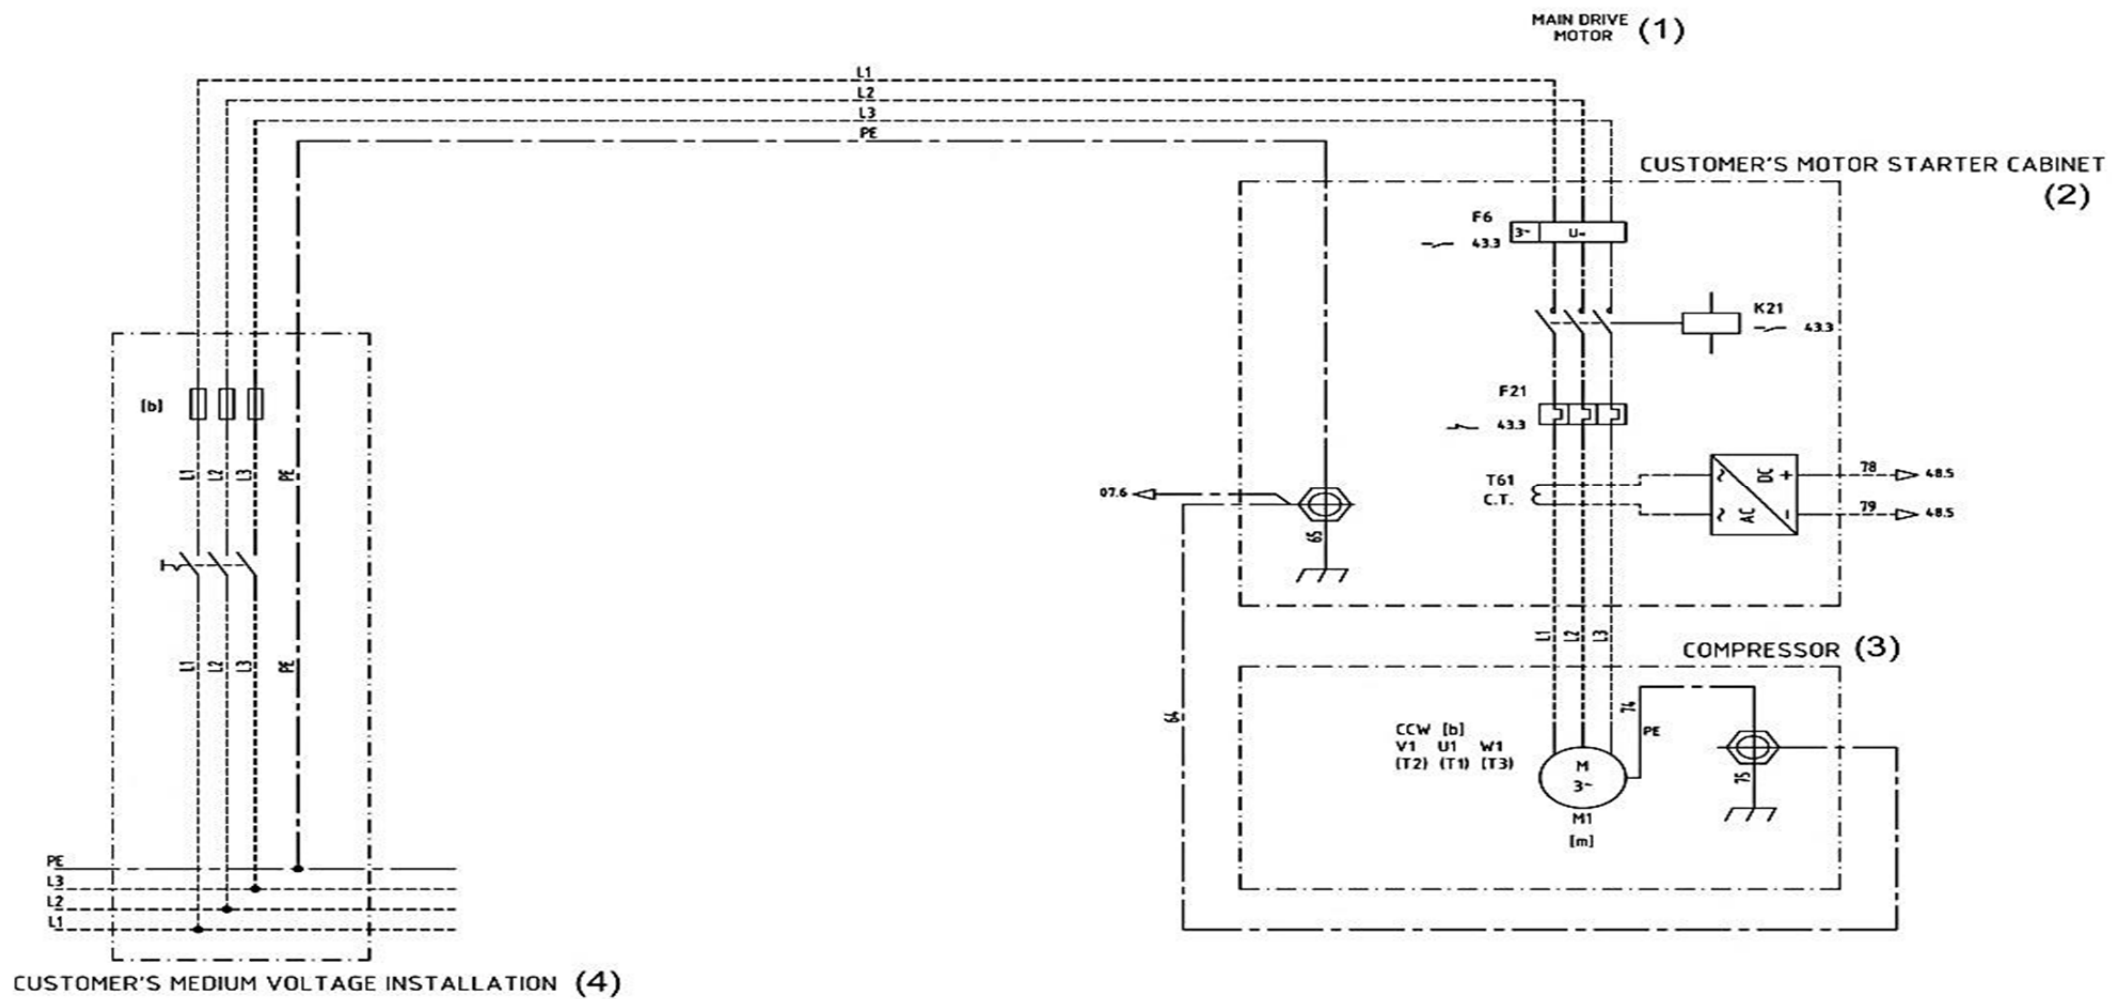 MAIN DRIVE
MOTOR (1)
L1
L2
L3
PE
CUSTOMER'S MOTOR STARTER CABINET
(2)
F6
3~ U=
43.3
K21
43.3
[b]
F21
43.3
L1 L2 L3 PE
T61
C.T.
~ DC +
~ AC -
78 48.5
79 48.5
07.6
65
L1 L2 L3 PE
L1 L2 L3
COMPRESSOR (3)
64
74
PE
CCW [b]
V1 U1 W1
(T2) (T1) (T3)
M
3~
M1
[m]
75
PE
L3
L2
L1
CUSTOMER'S MEDIUM VOLTAGE INSTALLATION (4)